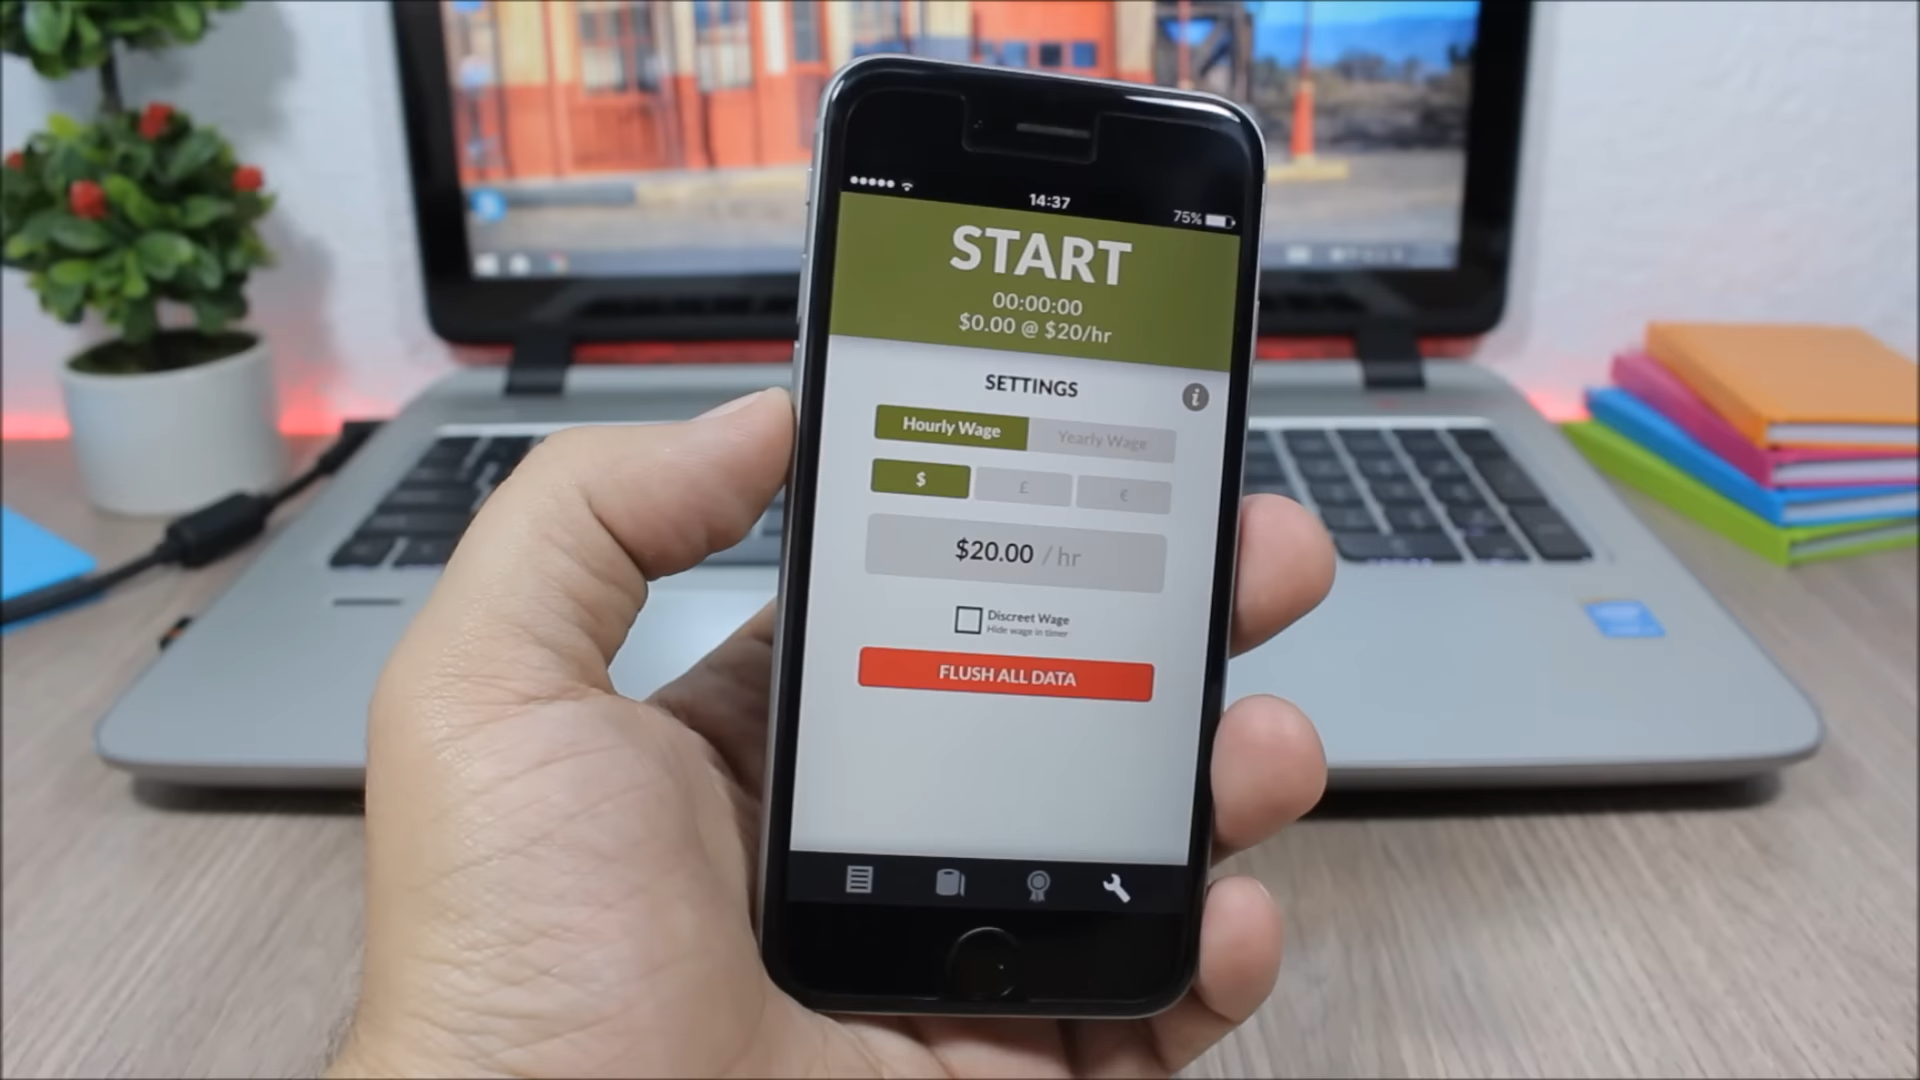 14:37
75%
START
00:00:00
$0.00 @ $20/hr
SETTINGS
i
Hourly Wage
Yearly Wage
$
£
€
$20.00 / hr
Discreet Wage
Hide wage in timer
FLUSH ALL DATA